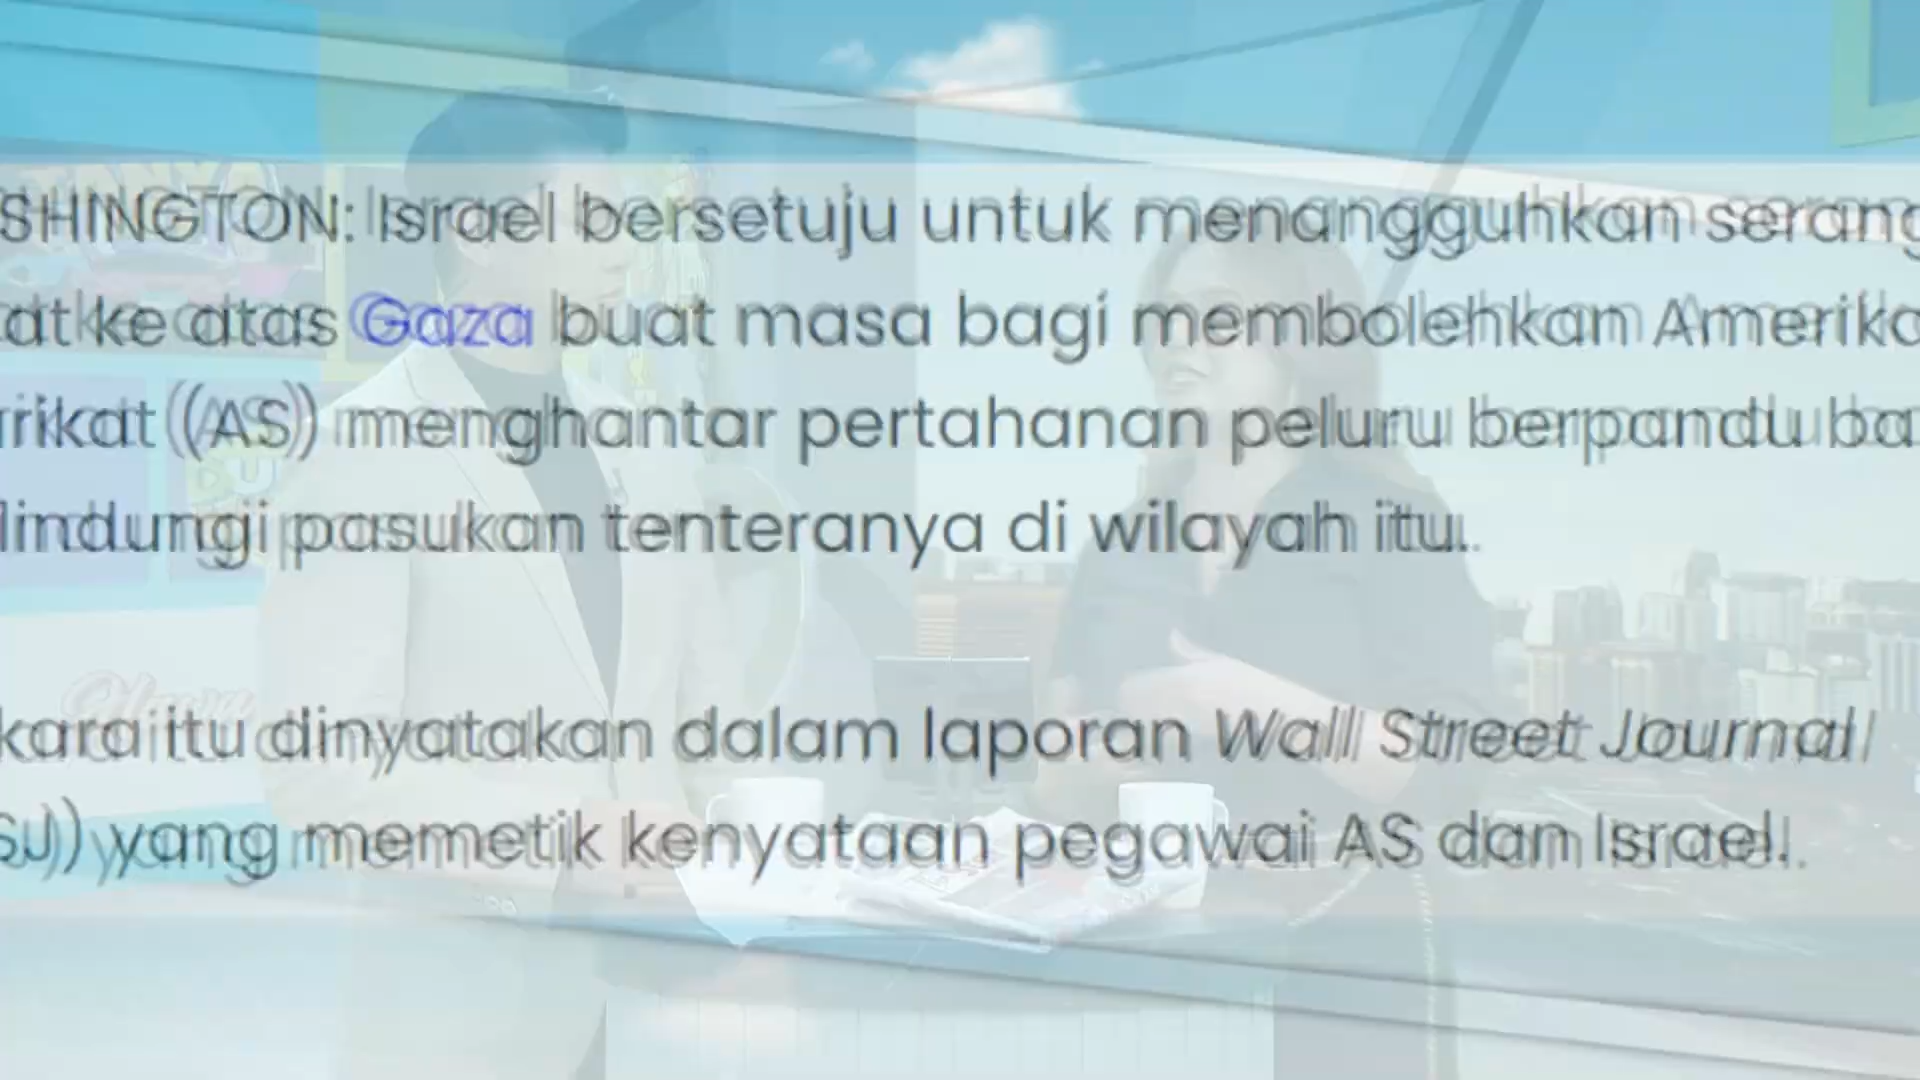 SHINGTON: Israel bersetuju untuk menangguhkan serang
at ke atas Gaza buat masa bagi membolehkan Amerika
rikat (AS) menghantar pertahanan peluru berpandu ba
lindungi pasukan tenteranya di wilayah itu.
kara itu dinyatakan dalam laporan Wall Street Journal
SJ) yang memetik kenyataan pegawai AS dan Israel.